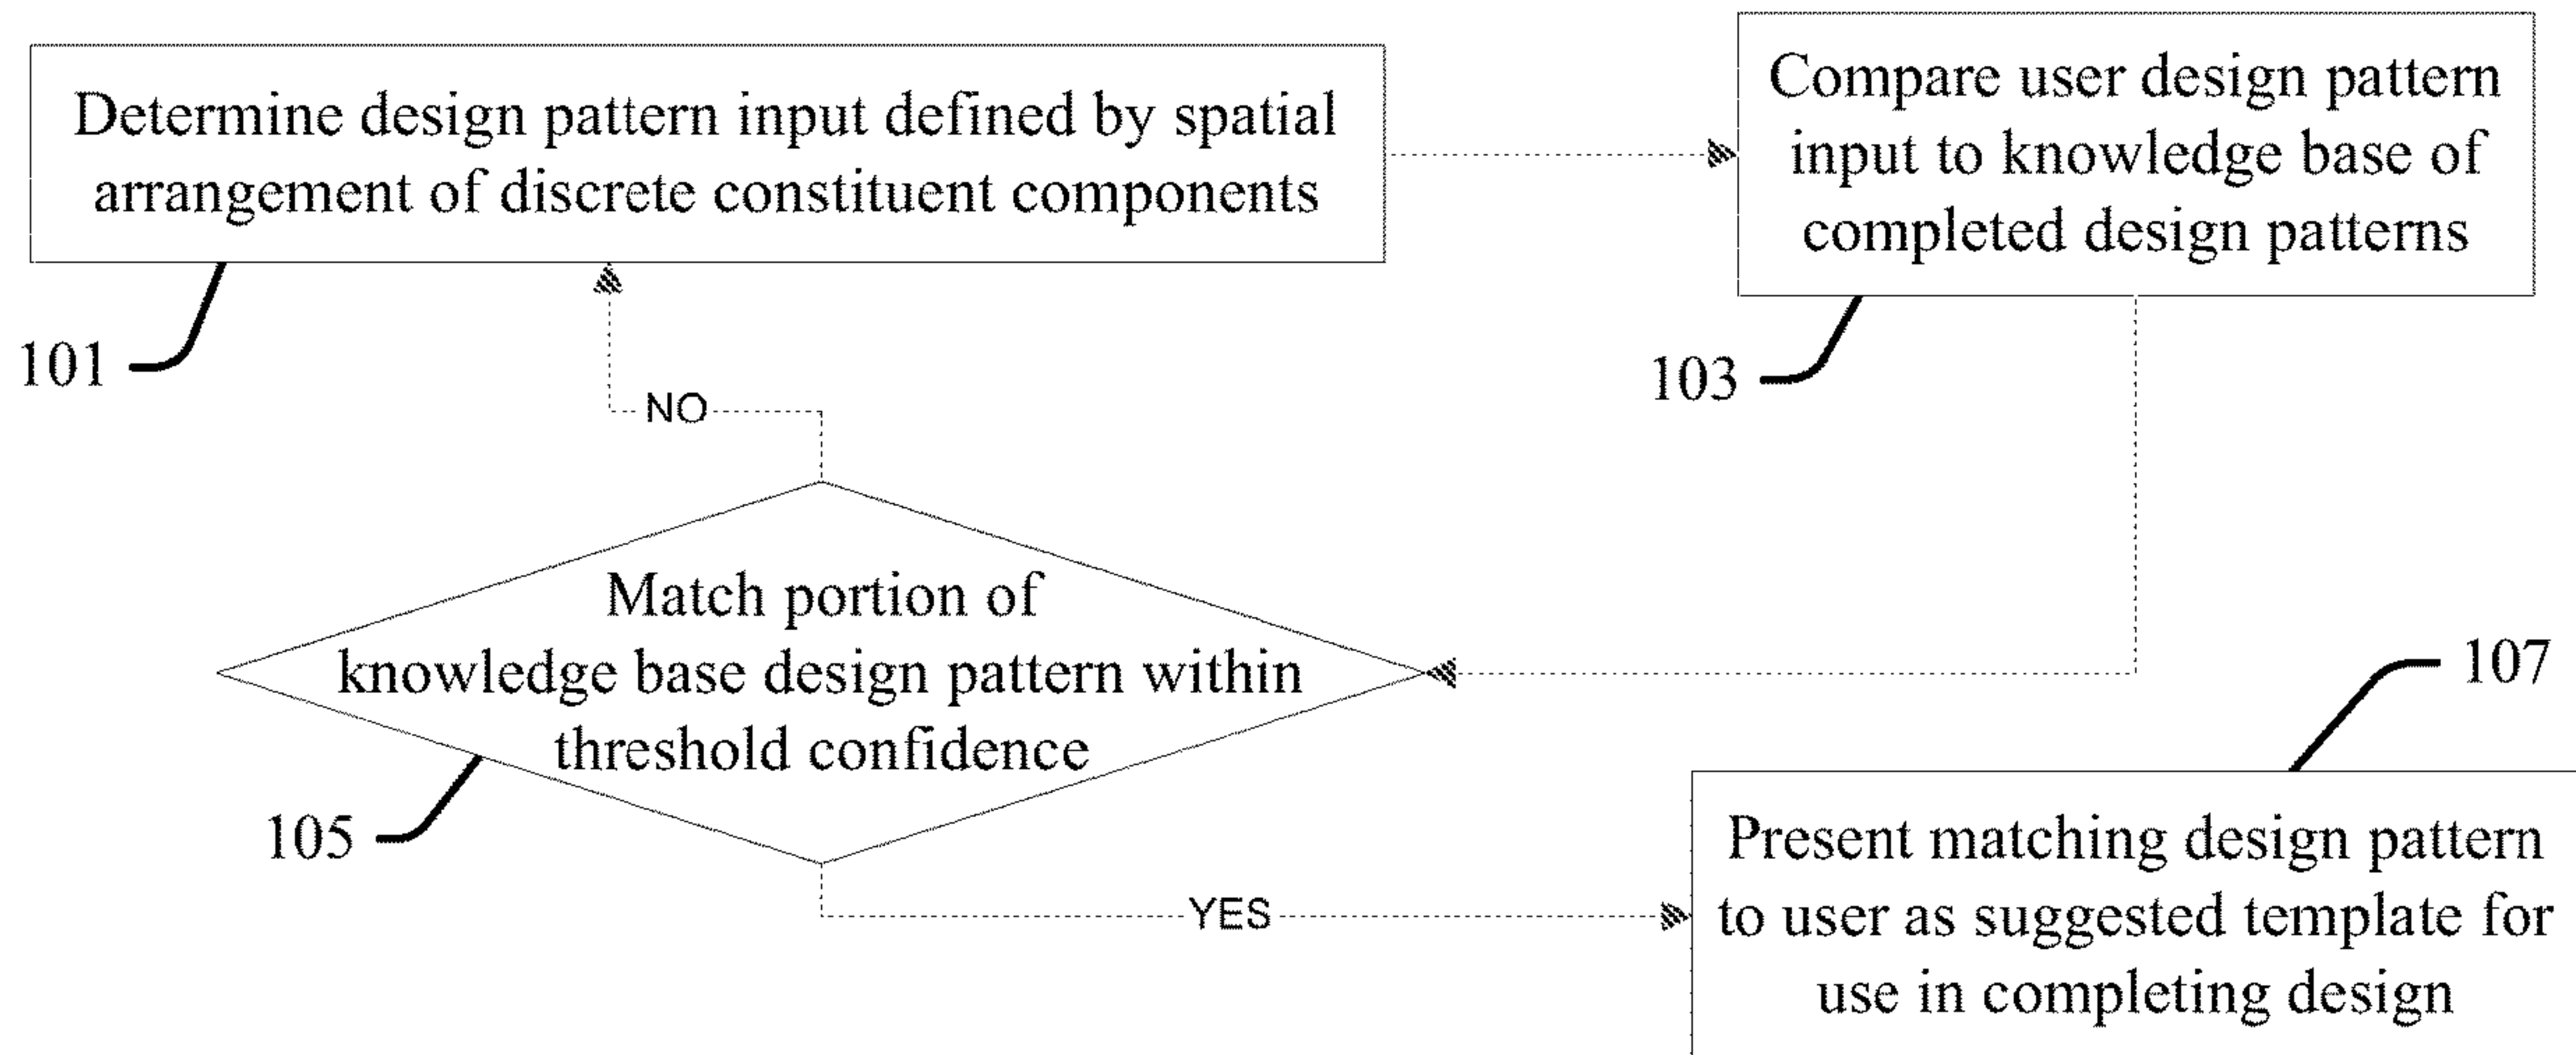 Determine design pattern input defined by spatial
arrangement of discrete constituent components
101
Compare user design pattern
input to knowledge base of
completed design patterns
103
NO
Match portion of
knowledge base design pattern within
threshold confidence
105
YES
107
Present matching design pattern
to user as suggested template for
use in completing design